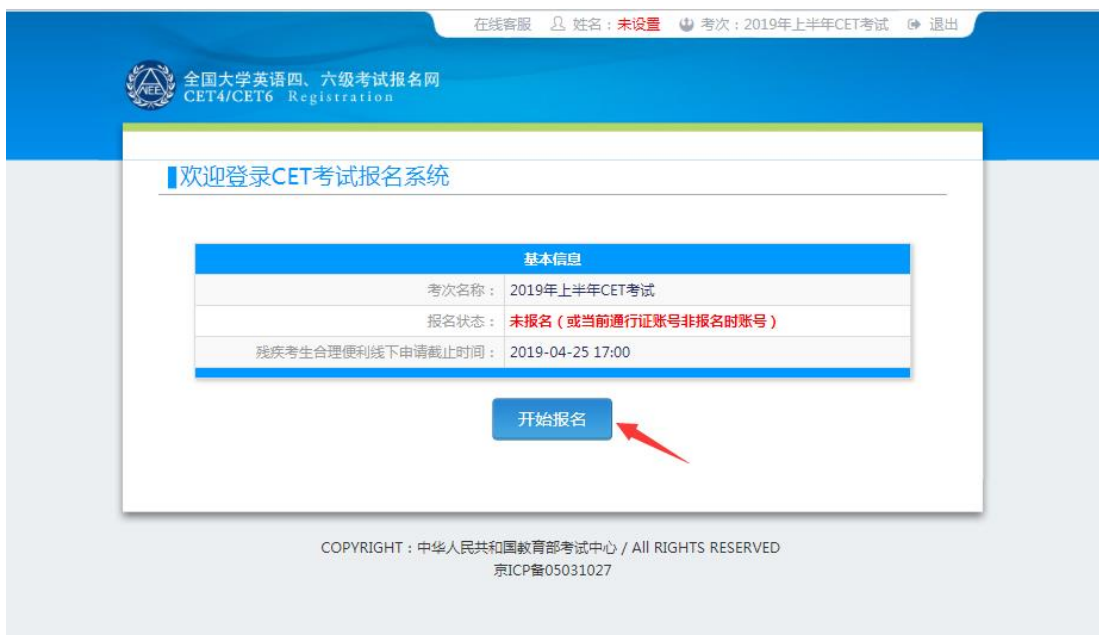 在线客服 姓名：未设置 考次：2019年上半年CET考试 退出
NEEA
全国大学英语四、六级考试报名网
CET4/CET6 Registration
欢迎登录CET考试报名系统
基本信息
考次名称： 2019年上半年CET考试
报名状态： 未报名（或当前通行证账号非报名时账号）
残疾考生合理便利线下申请截止时间： 2019-04-25 17:00
开始报名
COPYRIGHT：中华人民共和国教育部考试中心 / All RIGHTS RESERVED
京ICP备05031027